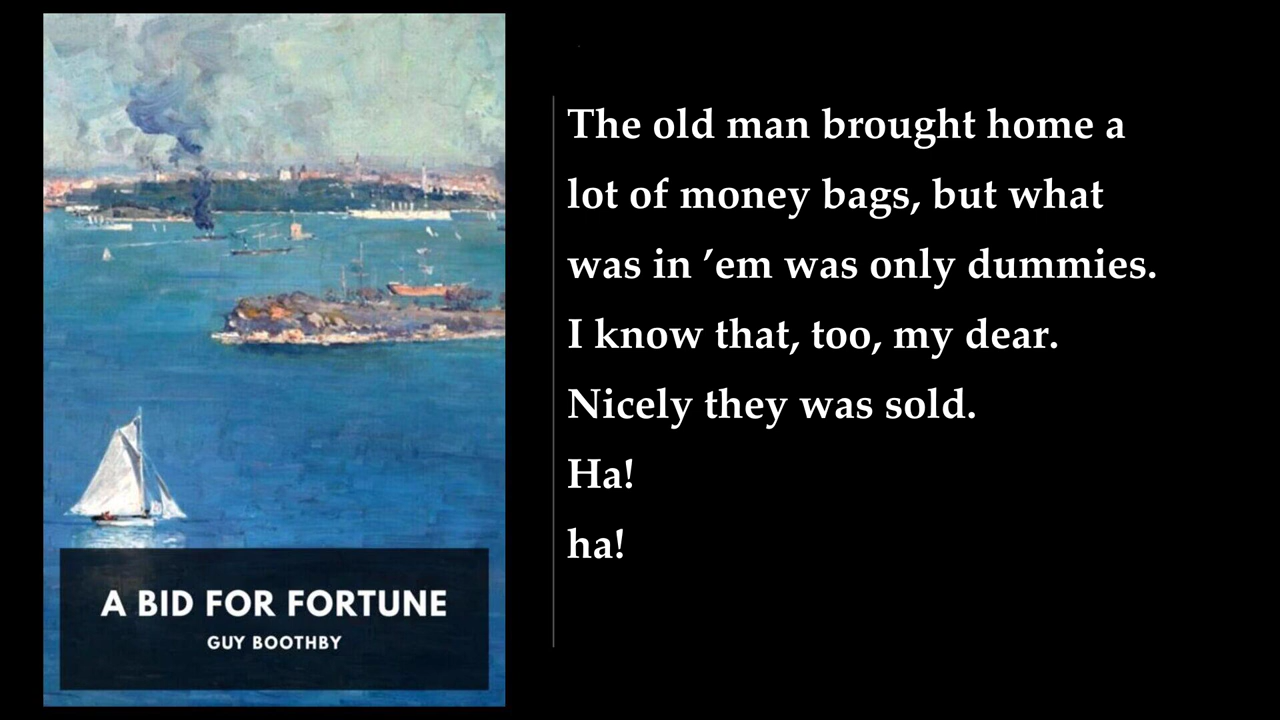 The old man brought home a
lot of money bags, but what
was in ’em was only dummies.
I know that, too, my dear.
Nicely they was sold.
Ha!
ha!
A BID FOR FORTUNE
GUY BOOTHBY